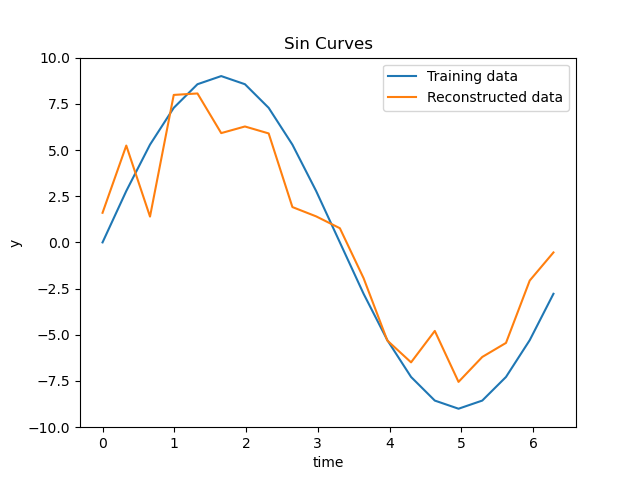 Sin Curves
Training data
Reconstructed data
10.0
7.5
5.0
2.5
0.0
−2.5
−5.0
−7.5
−10.0
y
0 1 2 3 4 5 6
time